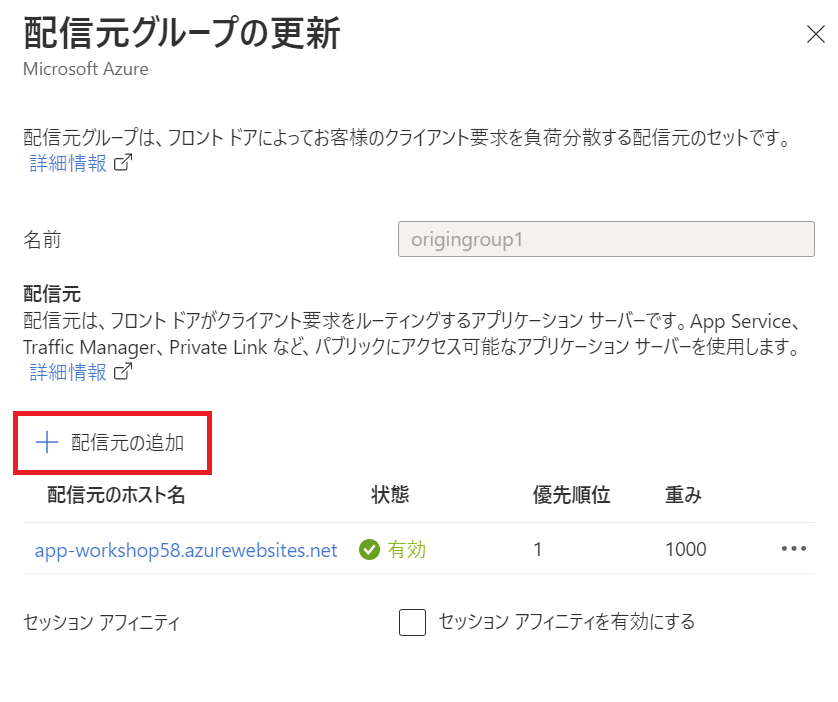 配信元グループの更新
Microsoft Azure
配信元グループは、フロント ドアによってお客様のクライアント要求を負荷分散する配信元のセットです。
詳細情報
名前
origingroup1
配信元
配信元は、フロント ドアがクライアント要求をルーティングするアプリケーション サーバーです。App Service、
Traffic Manager、Private Link など、パブリックにアクセス可能なアプリケーション サーバーを使用します。
詳細情報
配信元の追加
配信元のホスト名 状態 優先順位 重み
app-workshop58.azurewebsites.net 有効 1 1000
セッション アフィニティ セッション アフィニティを有効にする